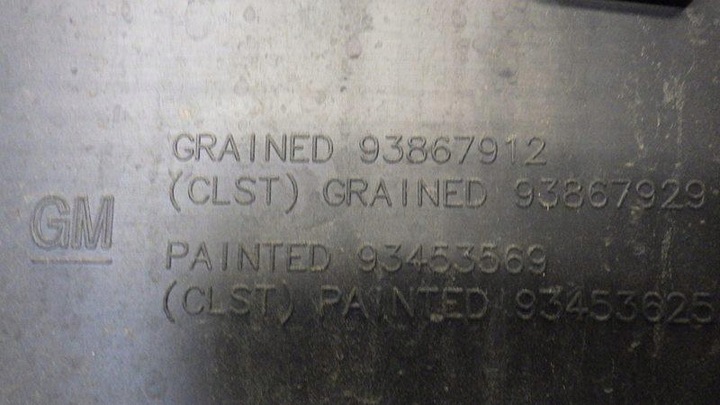 GRAINED 93867912
(CLST) GRAINED 93867929
GM
PAINTED 93453569
(CLST) PAINTED 93453625